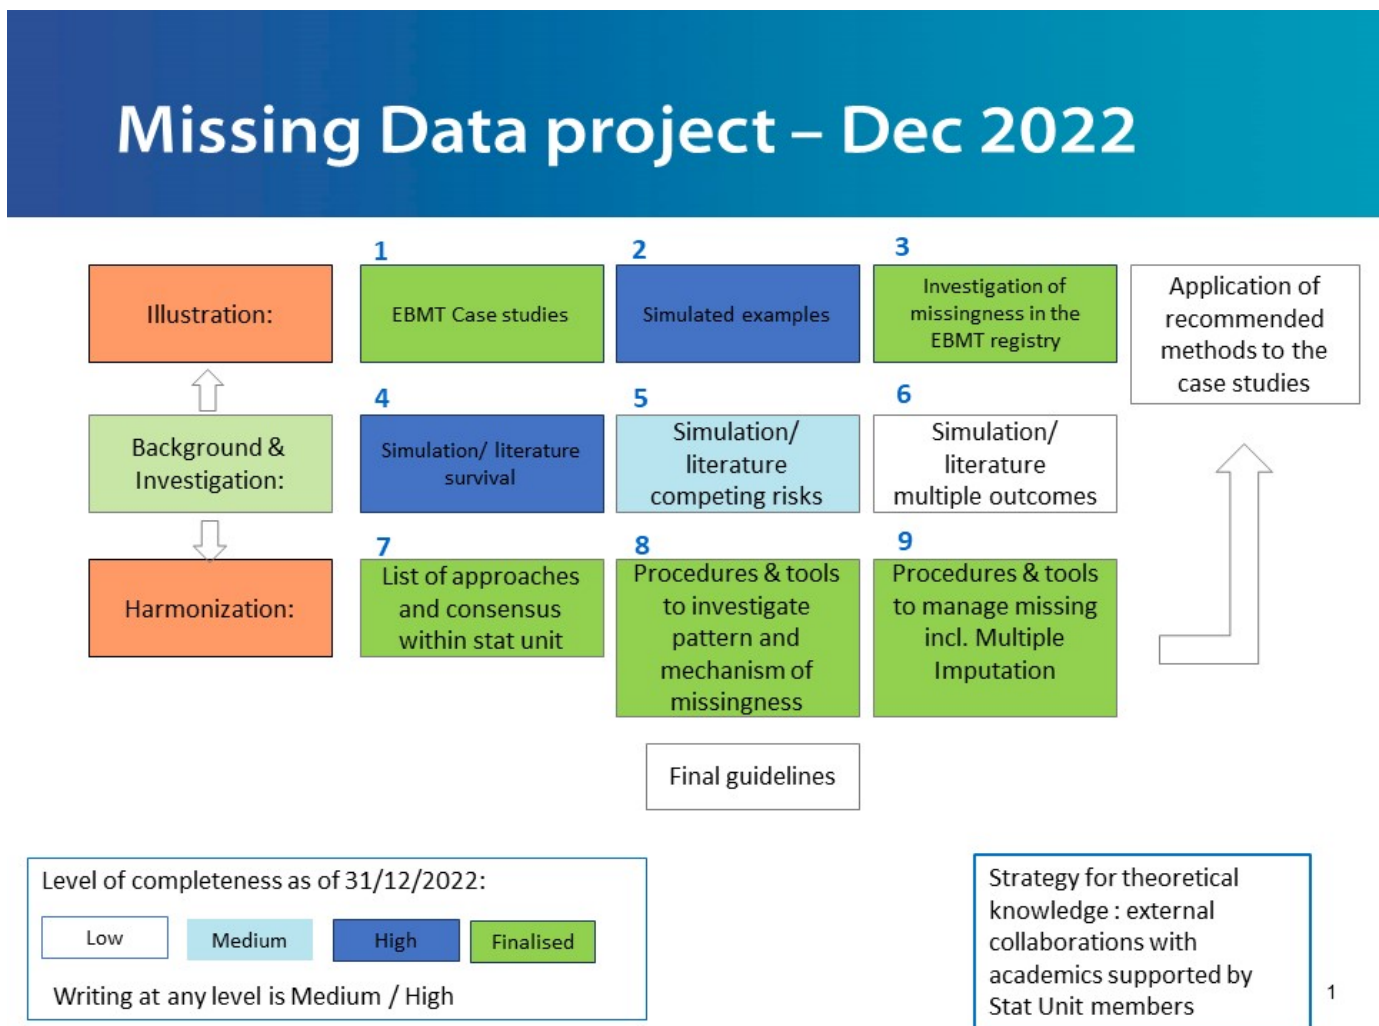 Missing Data project – Dec 2022
1
2
3
Illustration:
EBMT Case studies
Simulated examples
Investigation of
missingness in the
EBMT registry
Application of
recommended
methods to the
case studies
4
5
6
Background &
Investigation:
Simulation/ literature
survival
Simulation/
literature
competing risks
Simulation/
literature
multiple outcomes
7
8
9
Harmonization:
List of approaches
and consensus
within stat unit
Procedures & tools
to investigate
pattern and
mechanism of
missingness
Procedures & tools
to manage missing
incl. Multiple
Imputation
Final guidelines
Level of completeness as of 31/12/2022:
Low
Medium
High
Finalised
Writing at any level is Medium / High
Strategy for theoretical
knowledge : external
collaborations with
academics supported by
Stat Unit members
1